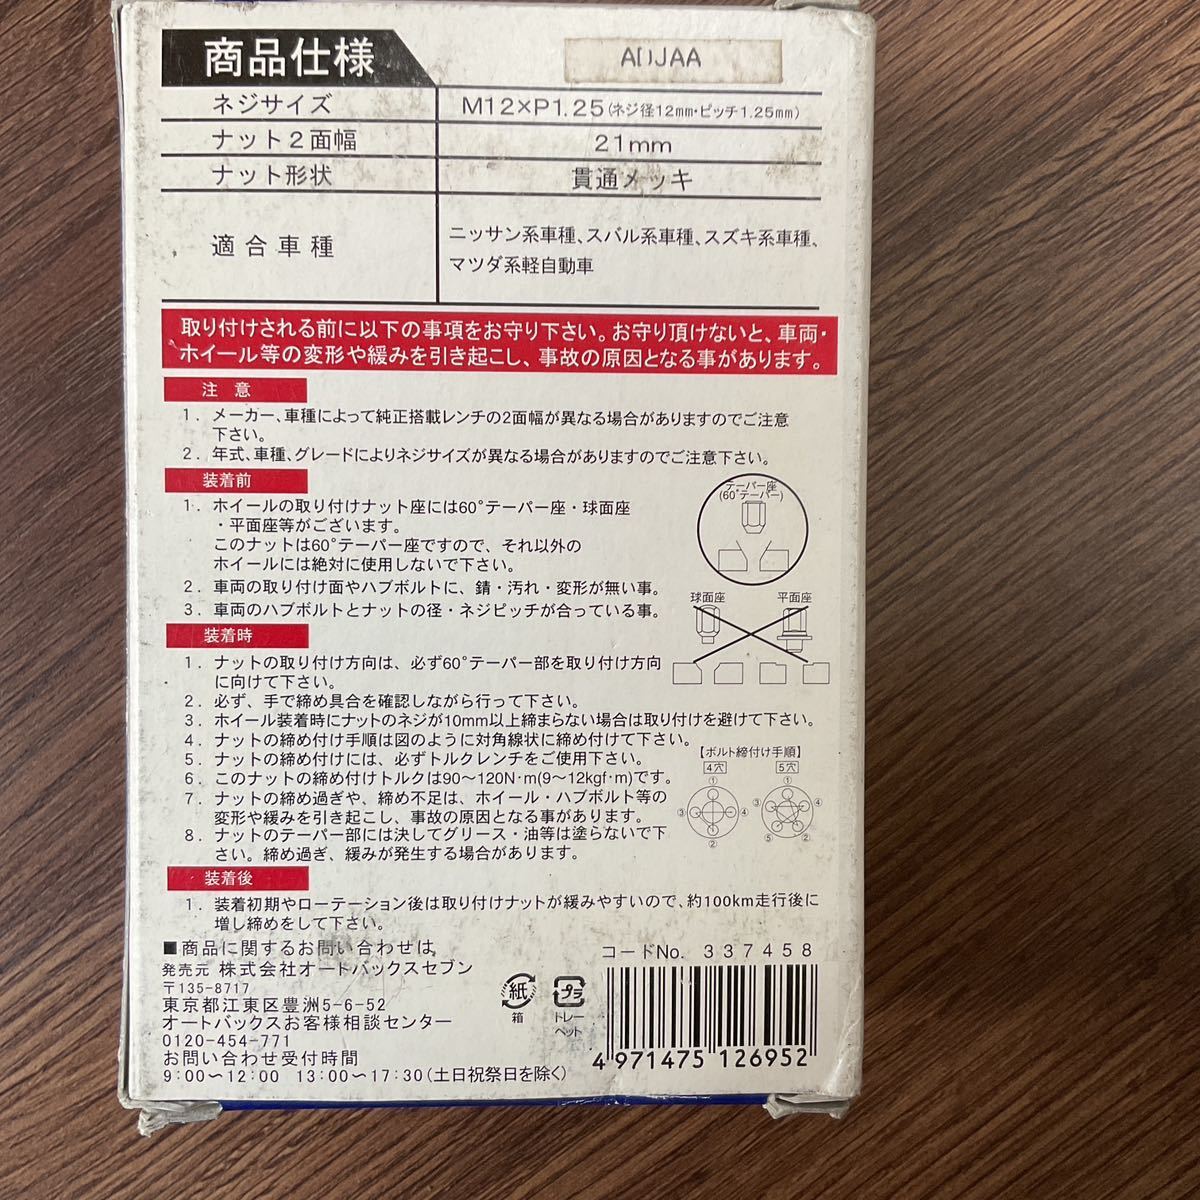 商品仕様
ADJAA
ネジサイズ M12×P1.25(ネジ径12mm・ピッチ1.25mm)
ナット2面幅 21mm
ナット形状 貫通メッキ
適合車種 ニッサン系車種、スバル系車種、スズキ系車種、
マツダ系軽自動車
取り付けされる前に以下の事項をお守り下さい。お守り頂けないと、車両・
ホイール等の変形や緩みを引き起こし、事故の原因となる事があります。
注意
1. メーカー、車種によって純正搭載レンチの2面幅が異なる場合がありますのでご注意
下さい。
2. 年式、車種、グレードによりネジサイズが異なる場合がありますのでご注意下さい。
装着前
1. ホイールの取り付けナット座には60°テーパー座・球面座
・平面座等がございます。
このナットは60°テーパー座ですので、それ以外の
ホイールには絶対に使用しないで下さい。
2. 車両の取り付け面やハブボルトに、錆・汚れ・変形が無い事。
3. 車両のハブボルトとナットの径・ネジピッチが合っている事。
テーパー座
(60°テーパー)
球面座 平面座
装着時
1. ナットの取り付け方向は、必ず60°テーパー部を取り付け方向
に向けて下さい。
2. 必ず、手で締め具合を確認しながら行って下さい。
3. ホイール装着時にナットのネジが10mm以上締まらない場合は取り付けを避けて下さい。
4. ナットの締め付け手順は図のように対角線状に締め付けて下さい。
5. ナットの締め付けには、必ずトルクレンチをご使用下さい。
6. このナットの締め付けトルクは90～120N・m(9～12kgf・m)です。
7. ナットの締め過ぎや、締め不足は、ホイール・ハブボルト等の
変形や緩みを引き起こし、事故の原因となる事があります。
8. ナットのテーパー部には決してグリース・油等は塗らないで下
さい。締め過ぎ、緩みが発生する場合があります。
【ボルト締付け手順】
4穴 5穴
① ①
③ ④ ③ ④
② ⑤ ②
装着後
1. 装着初期やローテーション後は取り付けナットが緩みやすいので、約100km走行後に
増し締めをして下さい。
■商品に関するお問い合わせは、
発売元 株式会社オートバックスセブン
〒135-8717
東京都江東区豊洲5-6-52
オートバックスお客様相談センター
0120-454-771
お問い合わせ受付時間
9:00～12:00 13:00～17:30(土日祝祭日を除く)
紙
箱
プラ
トレー
ペット
コードNo. 337458
4 971475 126952